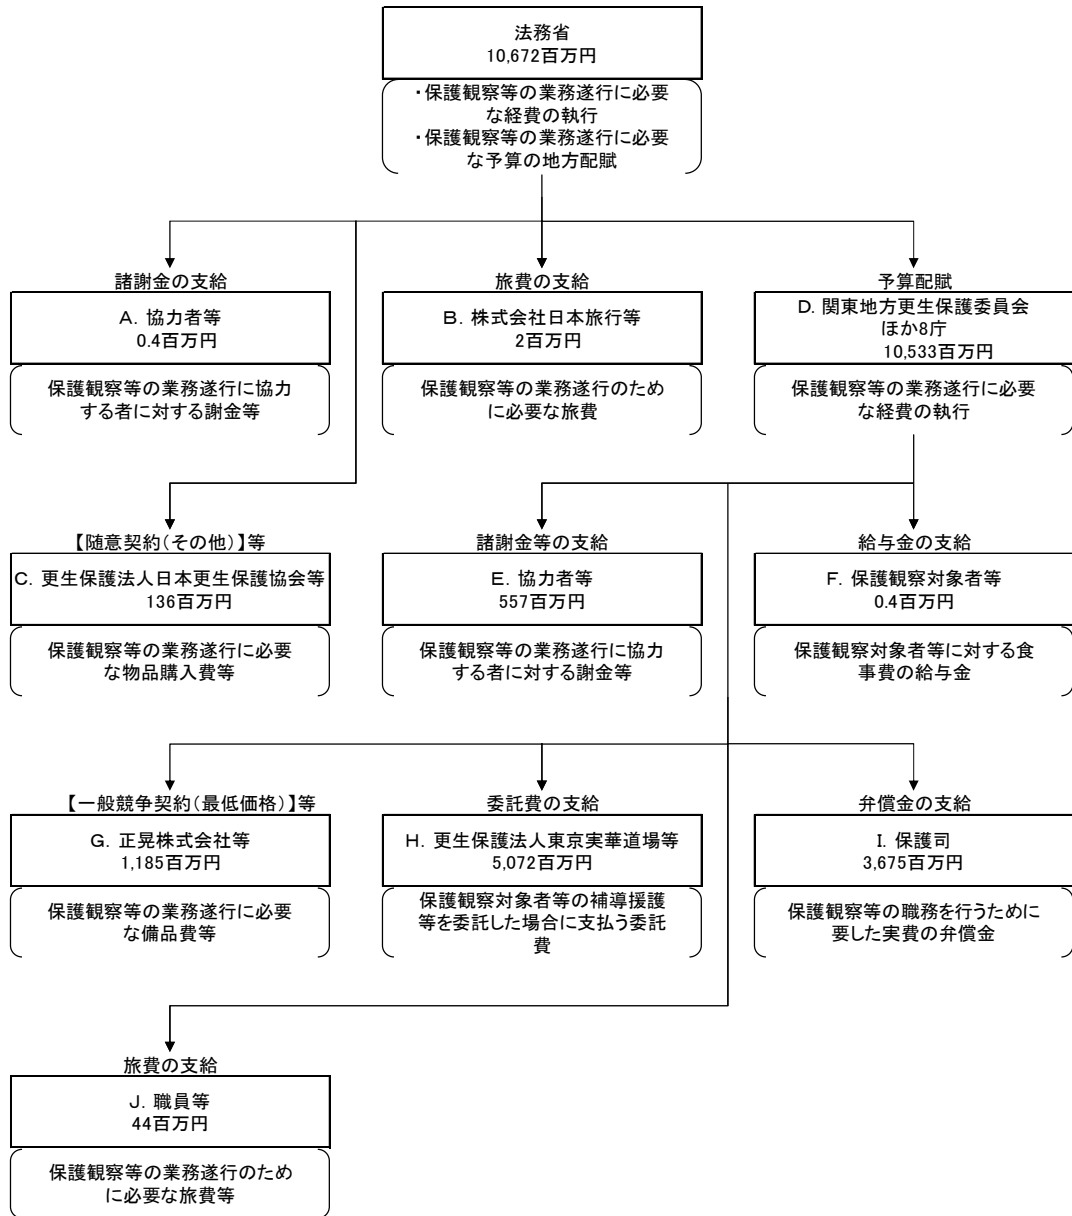 法務省
10,672百万円
・保護観察等の業務遂行に必要
な経費の執行
・保護観察等の業務遂行に必要
な予算の地方配賦
諸謝金の支給
A．協力者等
0.4百万円
保護観察等の業務遂行に協力
する者に対する謝金等
旅費の支給
B．株式会社日本旅行等
2百万円
保護観察等の業務遂行のため
に必要な旅費
予算配賦
D．関東地方更生保護委員会
ほか8庁
10,533百万円
保護観察等の業務遂行に必要
な経費の執行
【随意契約（その他）】等
C．更生保護法人日本更生保護協会等
136百万円
保護観察等の業務遂行に必要
な物品購入費等
諸謝金等の支給
E．協力者等
557百万円
保護観察等の業務遂行に協力
する者に対する謝金等
給与金の支給
F．保護観察対象者等
0.4百万円
保護観察対象者等に対する食
事費の給与金
【一般競争契約（最低価格）】等
G．正晃株式会社等
1,185百万円
保護観察等の業務遂行に必要
な備品費等
委託費の支給
H．更生保護法人東京実華道場等
5,072百万円
保護観察対象者等の補導援護
等を委託した場合に支払う委託
費
弁償金の支給
I．保護司
3,675百万円
保護観察等の職務を行うために
要した実費の弁償金
旅費の支給
J．職員等
44百万円
保護観察等の業務遂行のため
に必要な旅費等